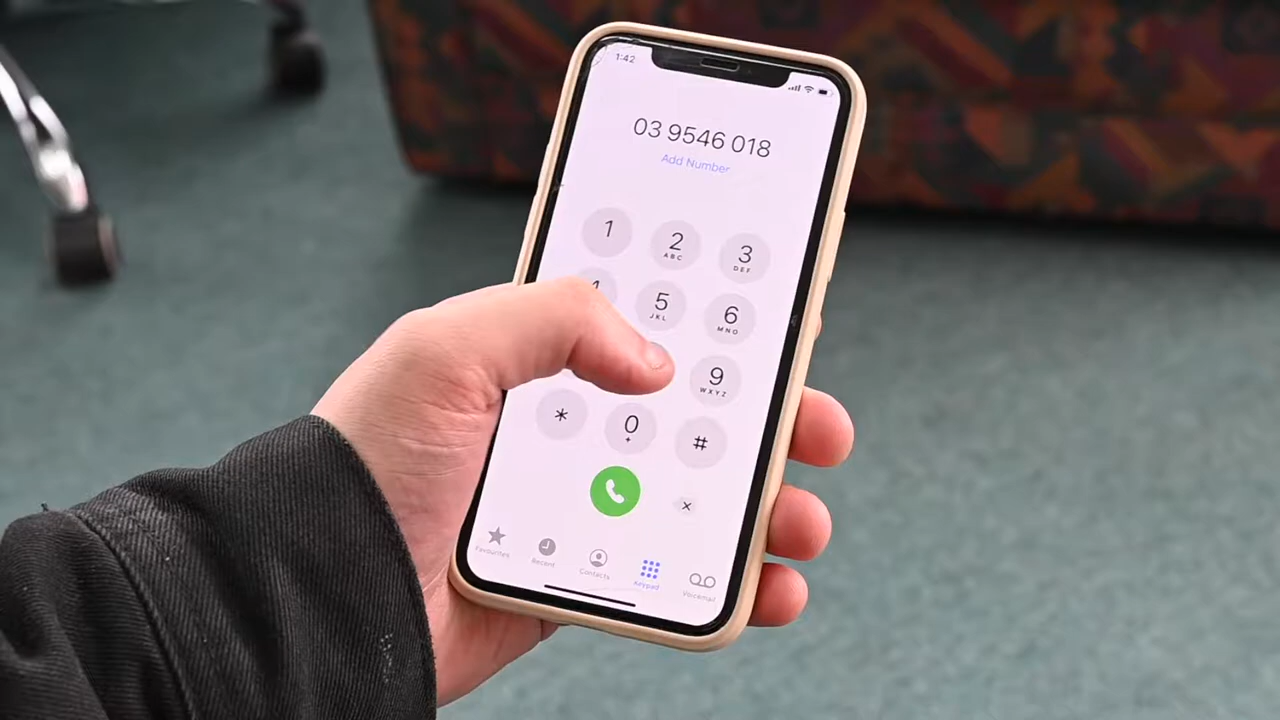 1:42
03 9546 018
Add Number
1
2
ABC
3
DEF
5
JKL
6
MNO
9
WXYZ
*
0
+
#
×
Favourites
Recent
Contacts
Keypad
Voicemail